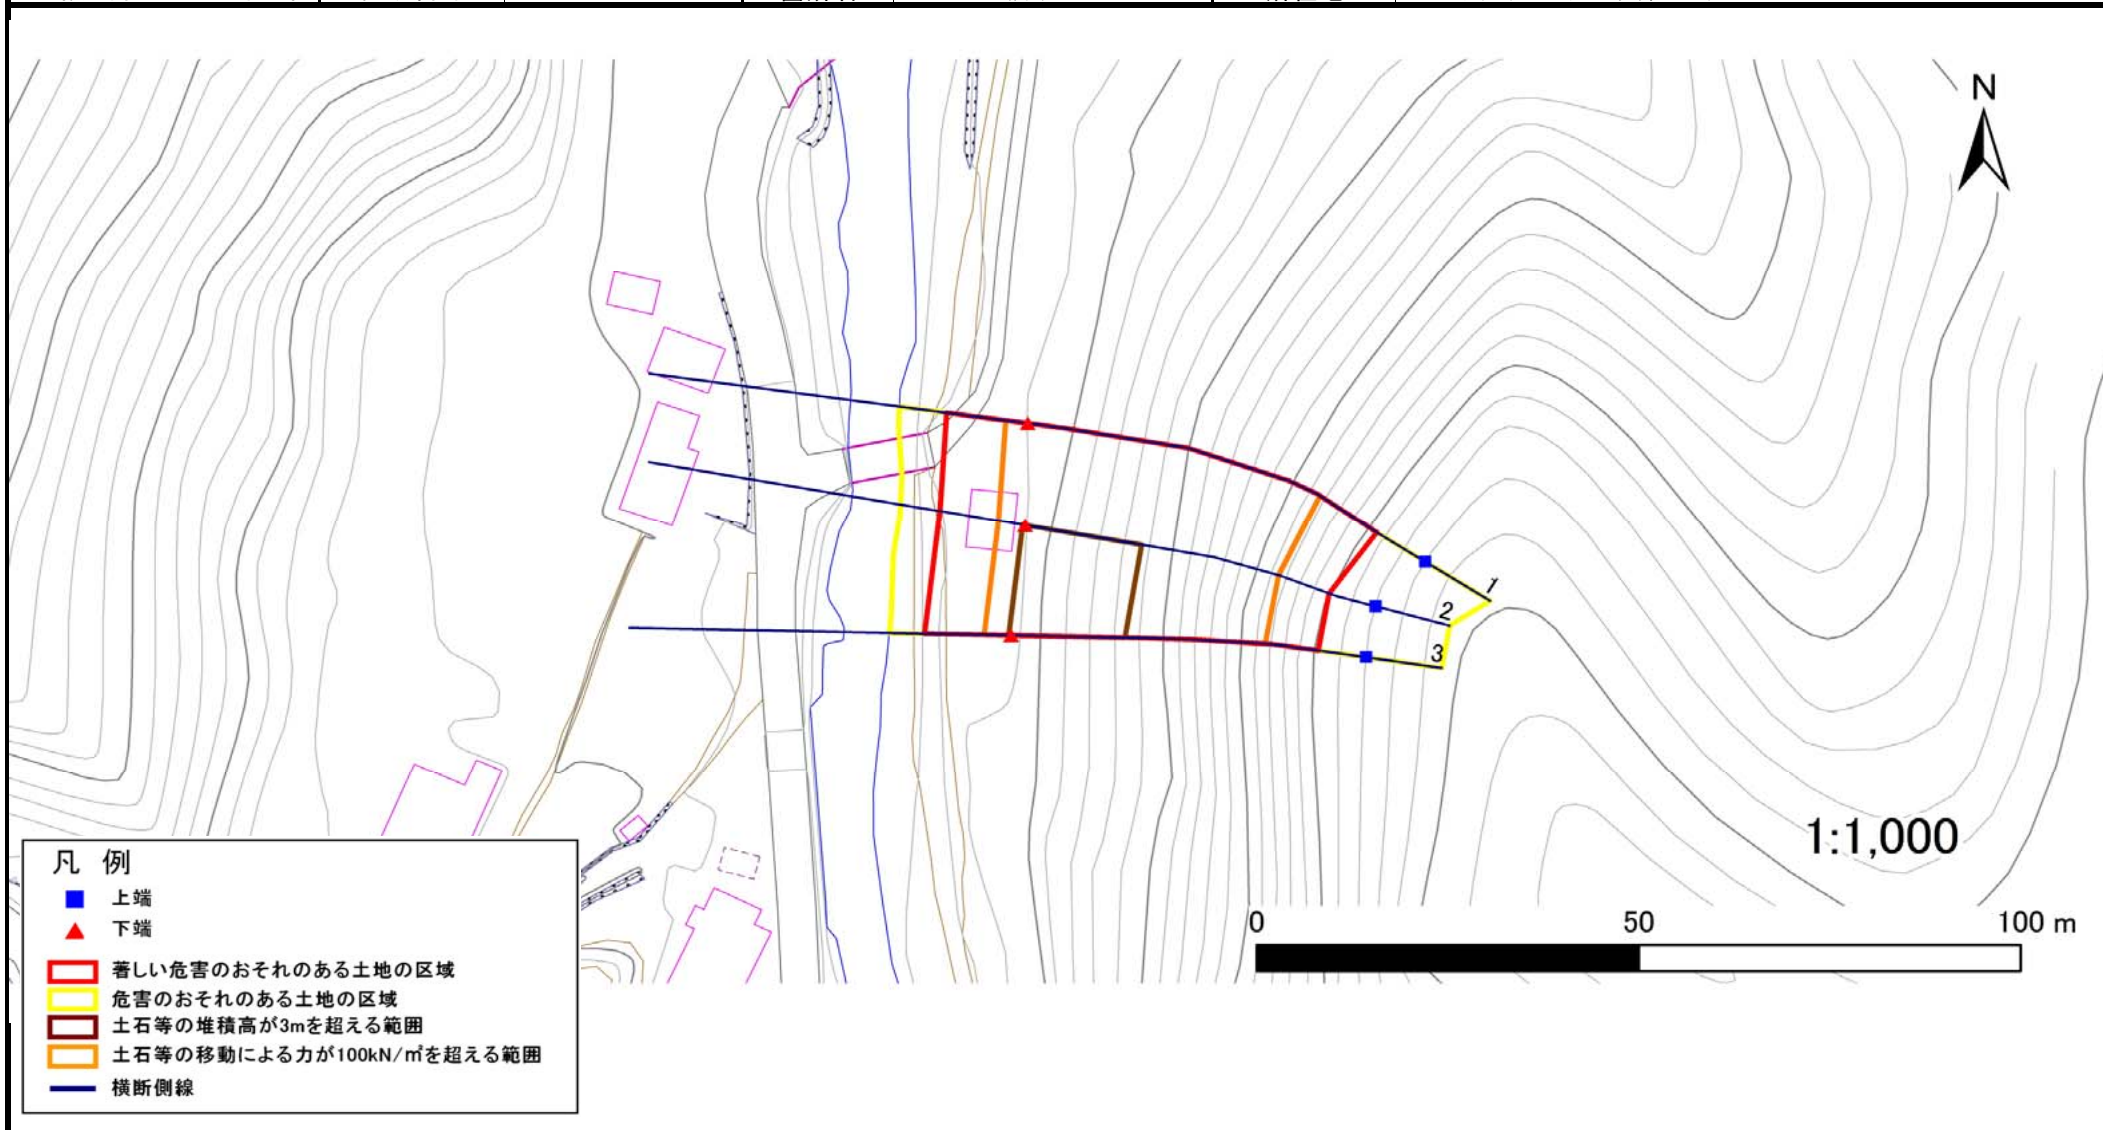 N
1
2
3
1:1,000
0 50 100 m
凡 例
上端
下端
著しい危害のおそれのある土地の区域
危害のおそれのある土地の区域
土石等の堆積高が3mを超える範囲
土石等の移動による力が100kN/㎡を超える範囲
横断側線